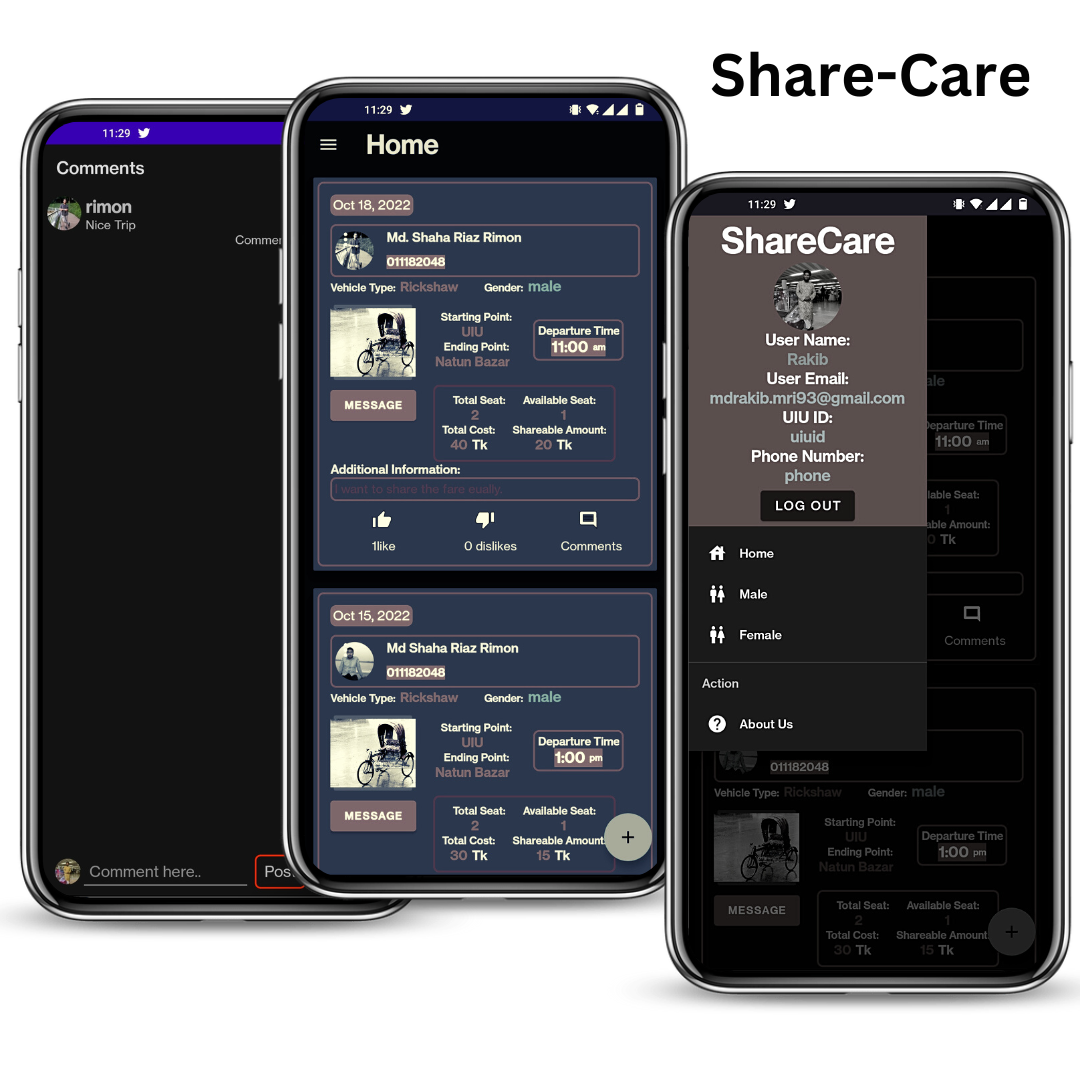 Share-Care
11:29
Comments
rimon
Nice Trip
Comment here..
11:29
Home
Oct 18, 2022
Md. Shaha Riaz Rimon
011182048
Vehicle Type: Rickshaw Gender: male
Starting Point:
UIU
Ending Point:
Natun Bazar
Departure Time
11:00 am
MESSAGE
Total Seat: Available Seat:
2 1
Total Cost: Shareable Amount:
40 Tk 20 Tk
Additional Information:
i want to share the fare eually.
1like 0 dislikes Comments
Oct 15, 2022
Md Shaha Riaz Rimon
011182048
Vehicle Type: Rickshaw Gender: male
Starting Point:
UIU
Ending Point:
Natun Bazar
Departure Time
1:00 pm
MESSAGE
Total Seat: Available Seat:
2 1
Total Cost: Shareable Amount
30 Tk 15 Tk
+
11:29
ShareCare
User Name:
Rakib
User Email:
mdrakib.mri93@gmail.com
UIU ID:
uiuid
Phone Number:
phone
LOG OUT
Home
Male
Female
Action
About Us
Departure Time
11:00 am
1
Tk
Comments
011182048
Vehicle Type: Rickshaw Gender: male
Starting Point:
UIU
Ending Point:
Natun Bazar
Departure Time
1:00 pm
MESSAGE
Total Seat: Available Seat:
2 1
Total Cost: Shareable Amount
30 Tk 15 Tk
+